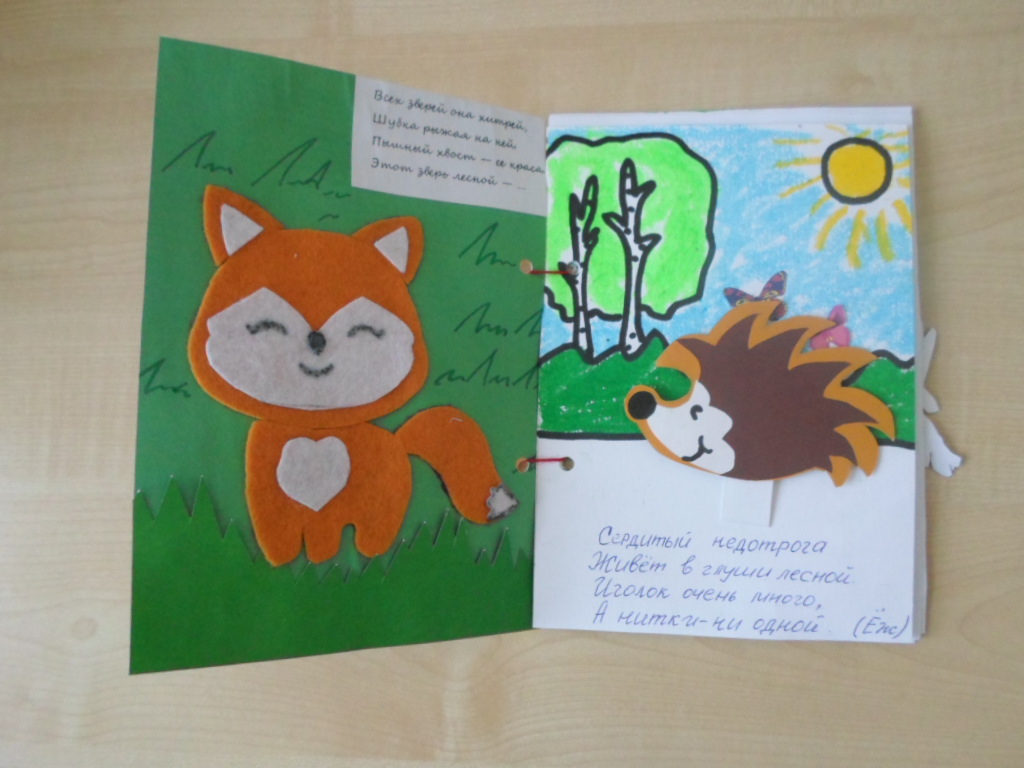 Всех зверей она хитрей,
Шубка рыжая на ней.
Пышный хвост — ее краса.
Этот зверь лесной — ...
Сердитый недотрога
Живёт в глуши лесной.
Иголок очень много,
А нитки-ни одной. (Ёж)